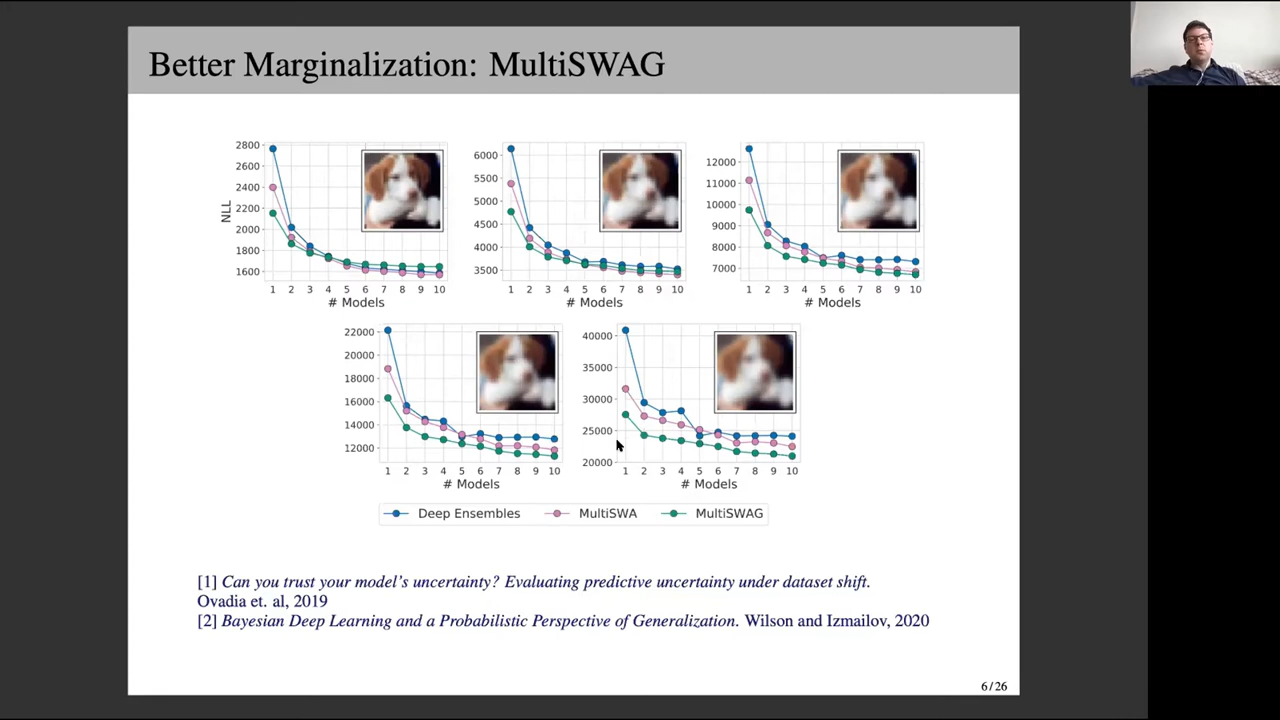 Better Marginalization: MultiSWAG
2800
2600
2400
2200
2000
1800
1600
NLL
1 2 3 4 5 6 7 8 9 10
# Models
6000
5500
5000
4500
4000
3500
1 2 3 4 5 6 7 8 9 10
# Models
12000
11000
10000
9000
8000
7000
1 2 3 4 5 6 7 8 9 10
# Models
22000
20000
18000
16000
14000
12000
1 2 3 4 5 6 7 8 9 10
# Models
40000
35000
30000
25000
20000
1 2 3 4 5 6 7 8 9 10
# Models
Deep Ensembles MultiSWA MultiSWAG
[1] Can you trust your model's uncertainty? Evaluating predictive uncertainty under dataset shift.
Ovadia et. al, 2019
[2] Bayesian Deep Learning and a Probabilistic Perspective of Generalization. Wilson and Izmailov, 2020
6/26